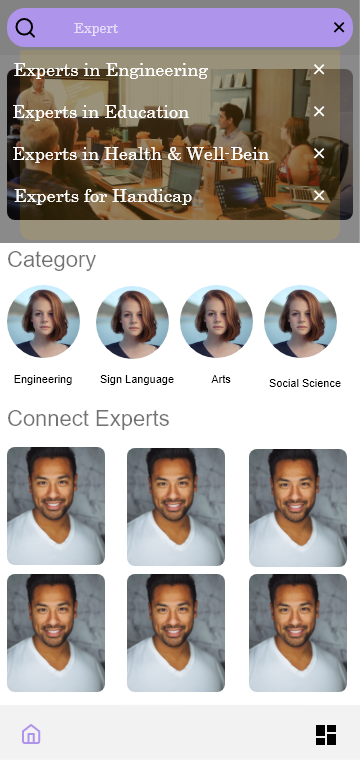 Expert
Experts in Engineering
Experts in Education
Experts in Health & Well-Bein
Experts for Handicap
Category
Engineering
Sign Language
Arts
Social Science
Connect Experts